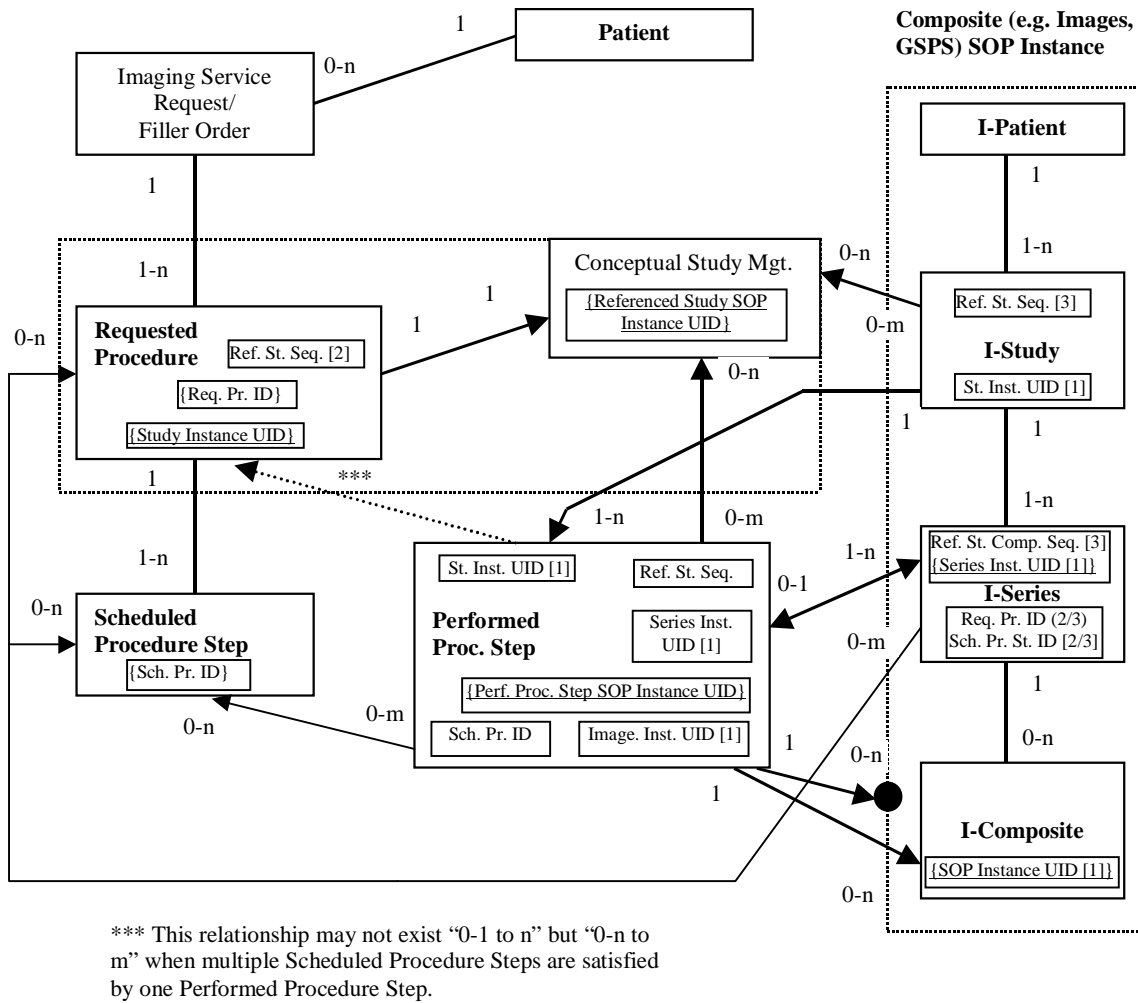 Composite (e.g. Images,
GSPS) SOP Instance
1
Patient
0-n
Imaging Service
Request/
Filler Order
I-Patient
1
1
1-n
1-n
0-n
Conceptual Study Mgt.
{Referenced Study SOP
Instance UID}
1
1
0-n
Requested
Procedure
Ref. St. Seq. [2]
{Req. Pr. ID}
{Study Instance UID}
Ref. St. Seq. [3]
0-m
I-Study
St. Inst. UID [1]
0-n
1
1
1
***
1-n
1-n
0-m
1-n
1-n
0-1
St. Inst. UID [1]
Ref. St. Seq.
Performed
Proc. Step
Series Inst.
UID [1]
{Perf. Proc. Step SOP Instance UID}
Sch. Pr. ID
Image. Inst. UID [1]
Ref. St. Comp. Seq. [3]
{Series Inst. UID [1]}
I-Series
Req. Pr. ID (2/3)
Sch. Pr. St. ID [2/3]
0-n
Scheduled
Procedure Step
{Sch. Pr. ID}
0-m
0-m
0-n
1
0-n
1
0-n
1
I-Composite
{SOP Instance UID [1]}
0-n
*** This relationship may not exist “0-1 to n” but “0-n to
m” when multiple Scheduled Procedure Steps are satisfied
by one Performed Procedure Step.